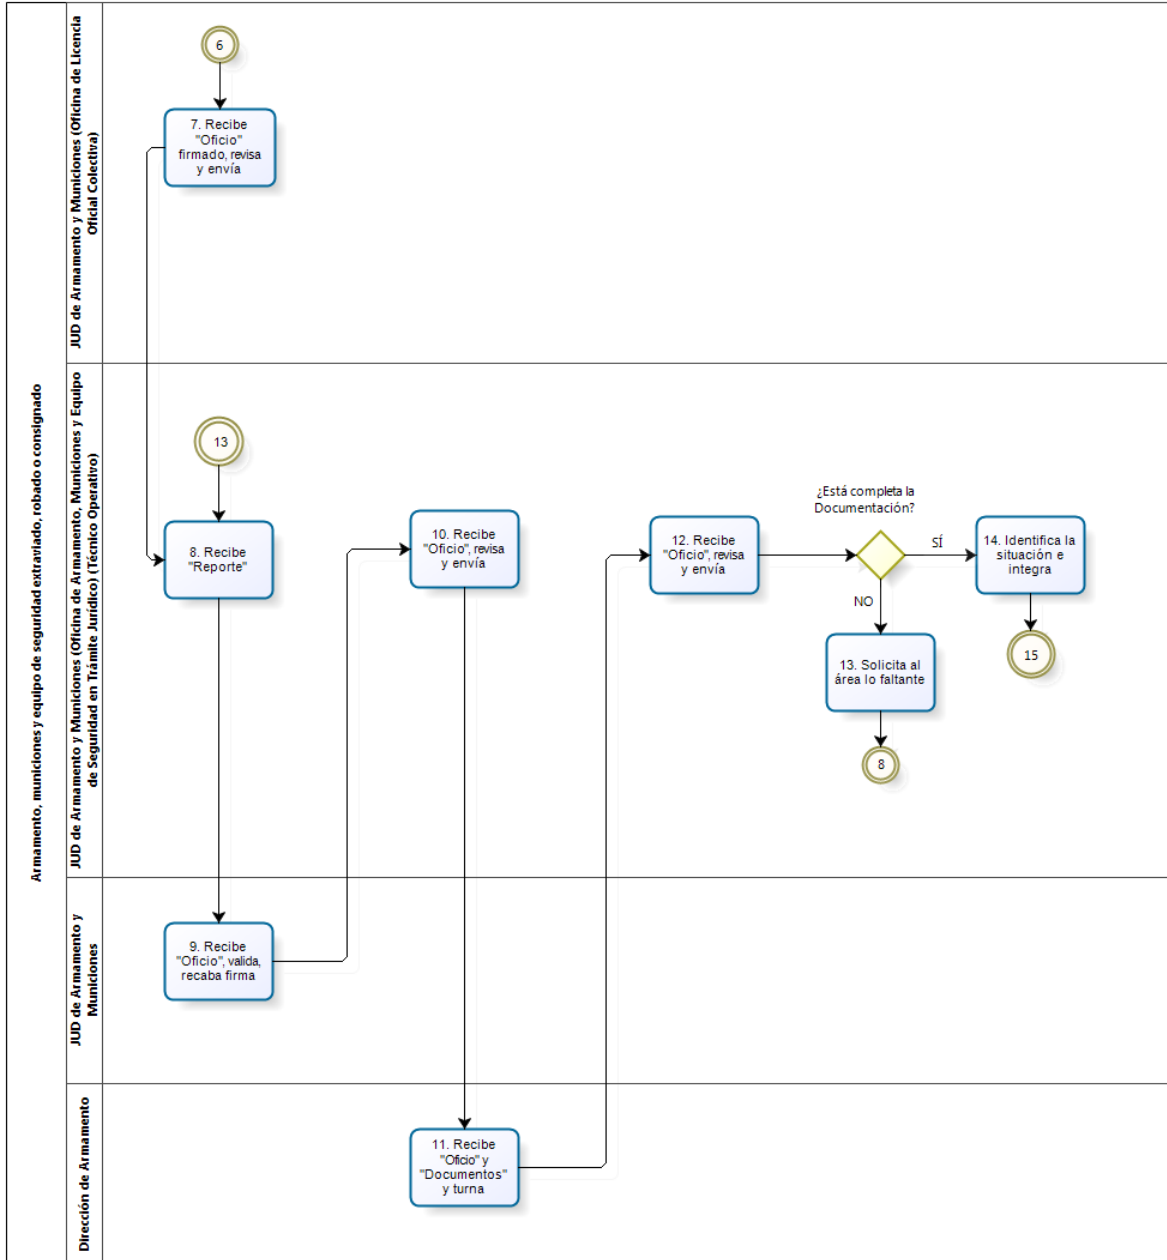 Armamento, municiones y equipo de seguridad extraviado, robado o consignado
JUD de Armamento y Municiones (Oficina de Licencia
Oficial Colectiva)
6
7. Recibe
"Oficio"
firmado, revisa
y envía
JUD de Armamento y Municiones (Oficina de Armamento, Municiones y Equipo
de Seguridad en Trámite Jurídico) (Técnico Operativo)
13
8. Recibe
"Reporte"
10. Recibe
"Oficio", revisa
y envía
12. Recibe
"Oficio", revisa
y envía
¿Está completa la
Documentación?
SÍ
14. Identifica la
situación e
integra
15
NO
13. Solicita al
área lo faltante
8
JUD de Armamento y
Municiones
9. Recibe
"Oficio", valida,
recaba firma
Dirección de Armamento
11. Recibe
"Oficio" y
"Documentos"
y turna